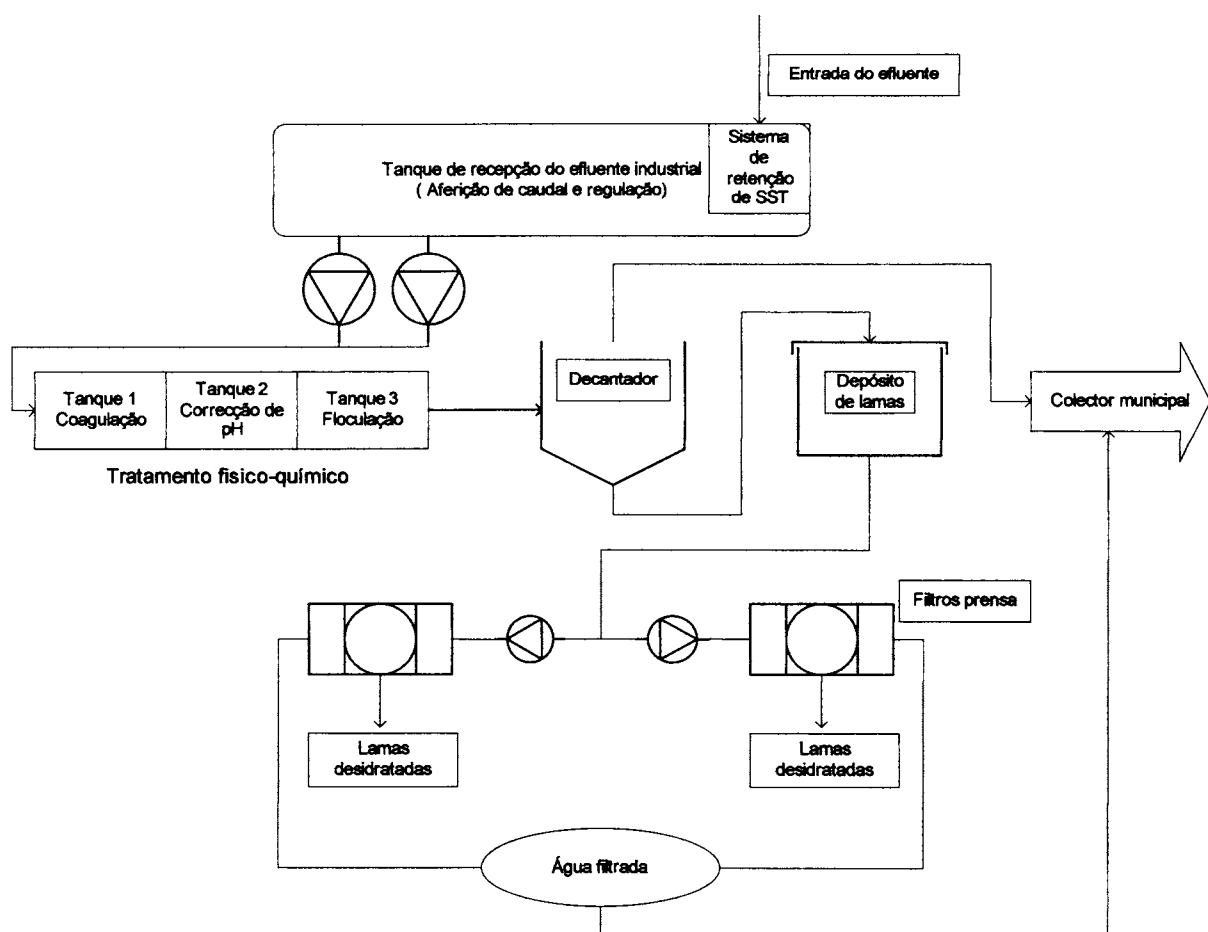 Entrada do efluente
Sistema
de
retenção
de SST
Tanque de recepção do efluente industrial
( Aferição de caudal e regulação)
Tanque 1
Coagulação
Tanque 2
Correcção de
pH
Tanque 3
Floculação
Tratamento fisico-químico
Decantador
Depósito
de lamas
Colector municipal
Filtros prensa
Lamas
desidratadas
Lamas
desidratadas
Água filtrada